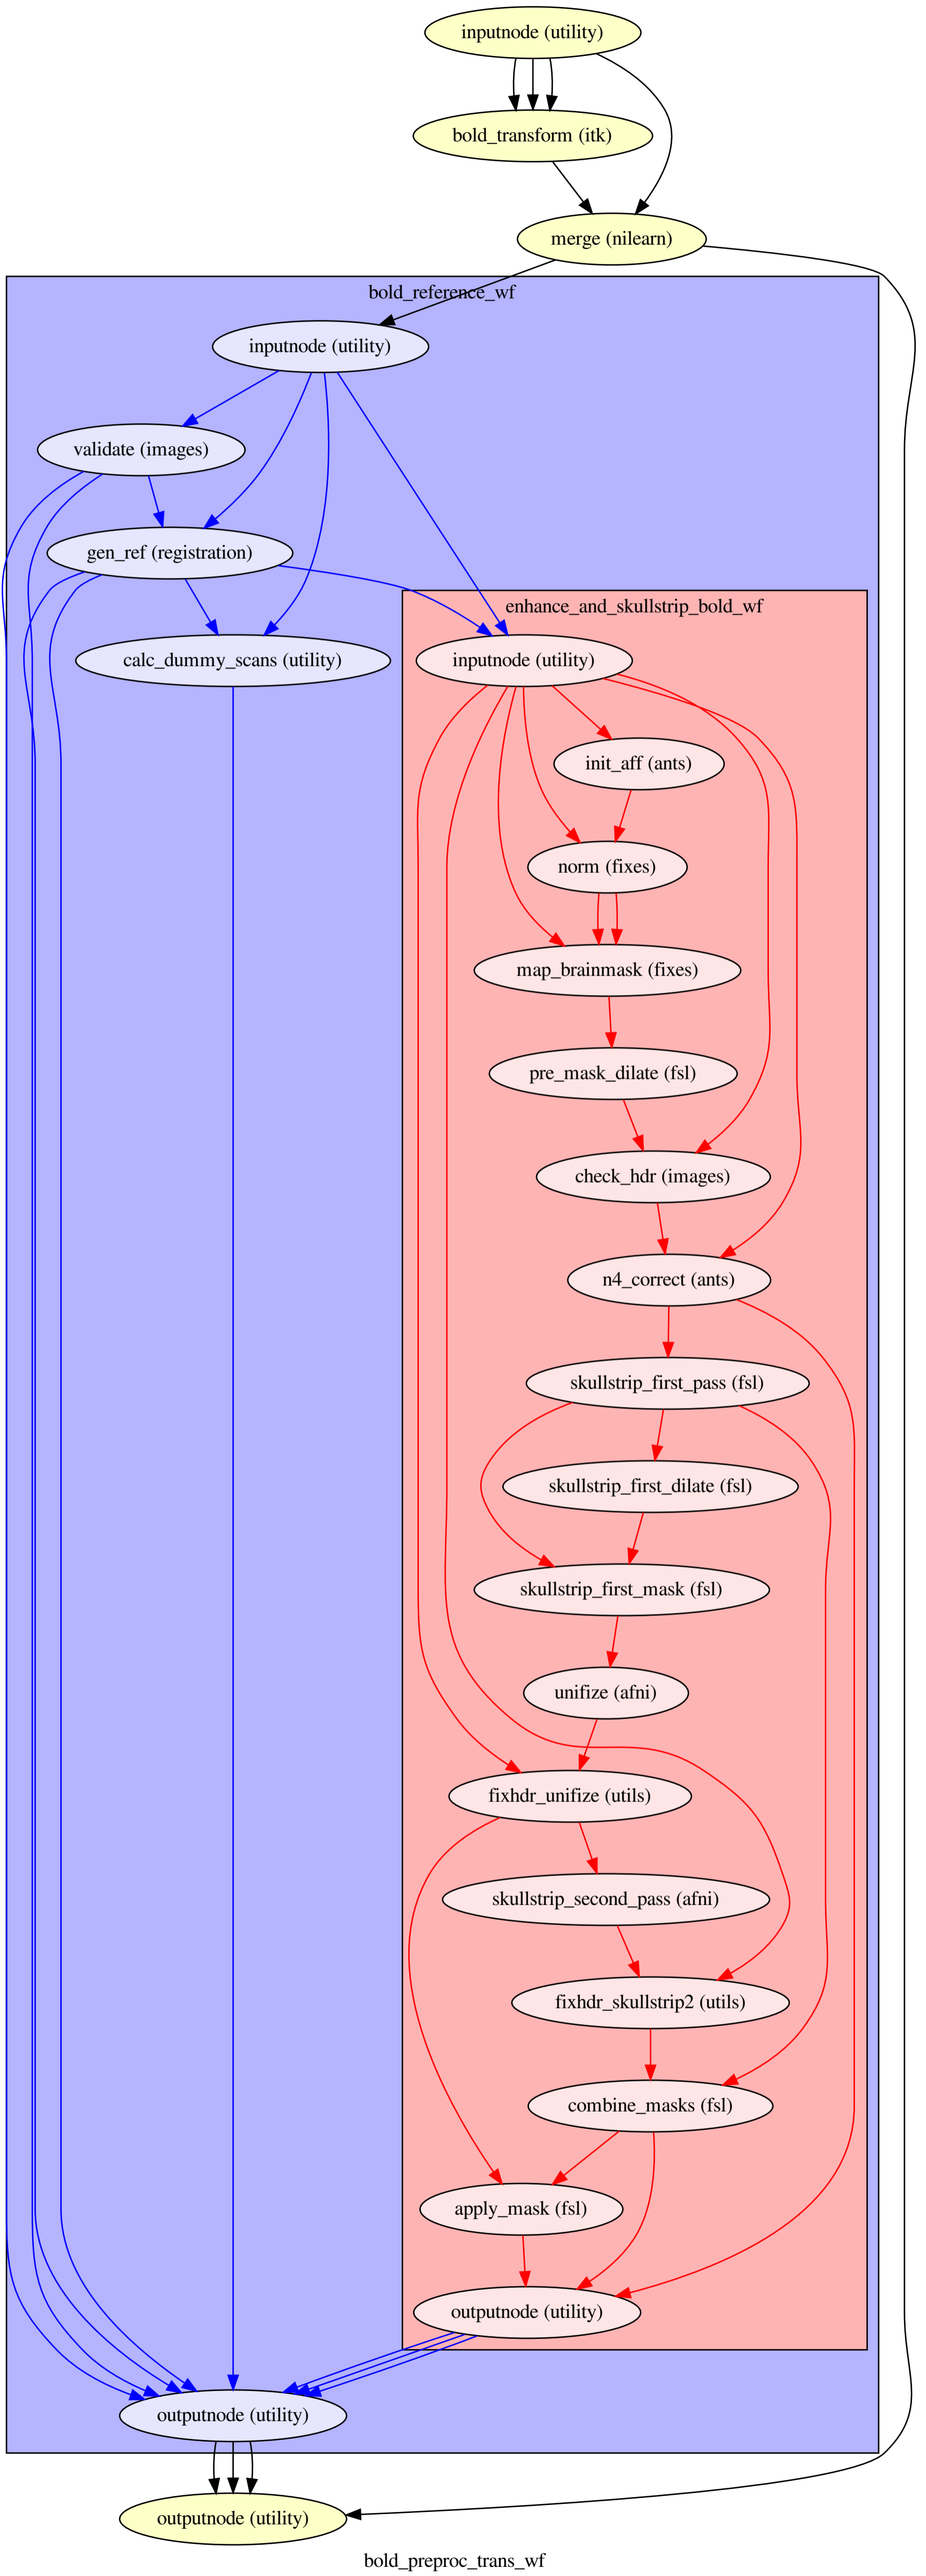 inputnode (utility)
bold_transform (itk)
merge (nilearn)
bold_reference_wf
inputnode (utility)
validate (images)
gen_ref (registration)
enhance_and_skullstrip_bold_wf
calc_dummy_scans (utility)
inputnode (utility)
init_aff (ants)
norm (fixes)
map_brainmask (fixes)
pre_mask_dilate (fsl)
check_hdr (images)
n4_correct (ants)
skullstrip_first_pass (fsl)
skullstrip_first_dilate (fsl)
skullstrip_first_mask (fsl)
unifize (afni)
fixhdr_unifize (utils)
skullstrip_second_pass (afni)
fixhdr_skullstrip2 (utils)
combine_masks (fsl)
apply_mask (fsl)
outputnode (utility)
outputnode (utility)
outputnode (utility)
bold_preproc_trans_wf